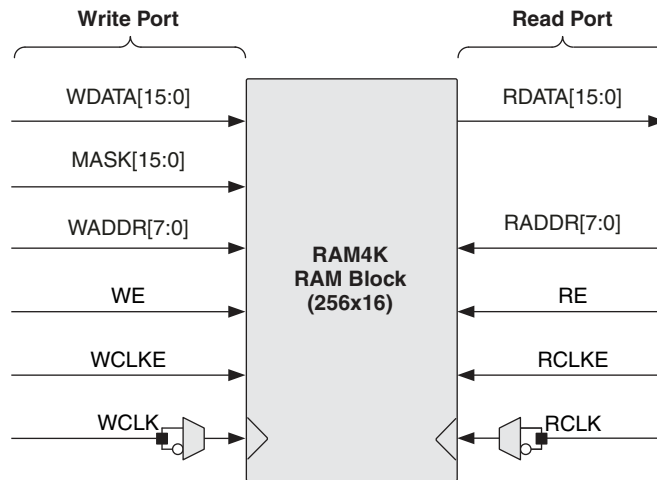 Write Port
Read Port
WDATA[15:0]
RDATA[15:0]
MASK[15:0]
WADDR[7:0]
RADDR[7:0]
RAM4K
RAM Block
(256x16)
WE
RE
WCLKE
RCLKE
WCLK
RCLK